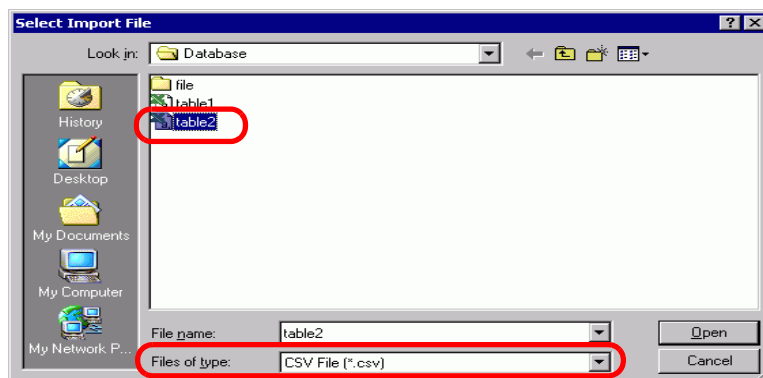 Select Import File
Look in:
Database
History
Desktop
My Documents
My Computer
My Network P...
file
table1
table2
File name:
table2
Open
Files of type:
CSV File (*.csv)
Cancel